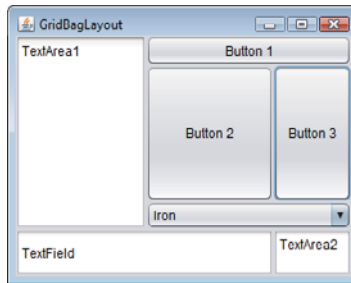 GridBagLayout
TextArea1
Button 1
Button 2
Button 3
Iron
TextField
TextArea2